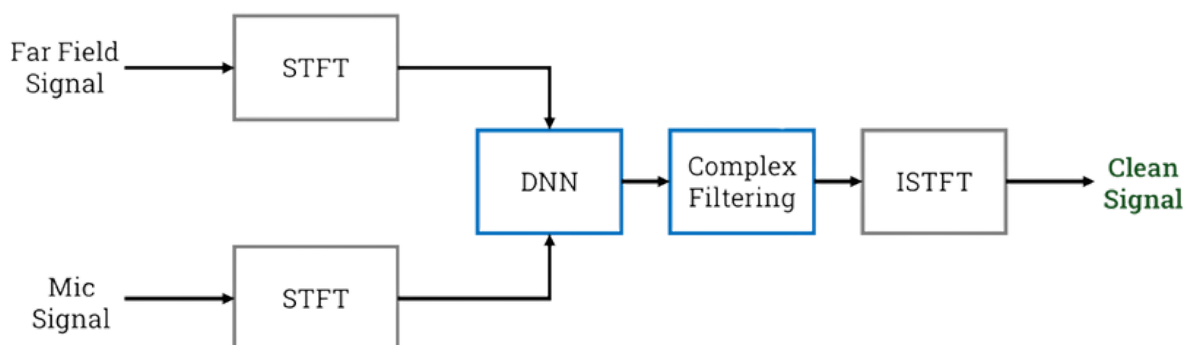 Far Field
Signal
STFT
DNN
Complex
Filtering
ISTFT
Clean
Signal
Mic
Signal
STFT